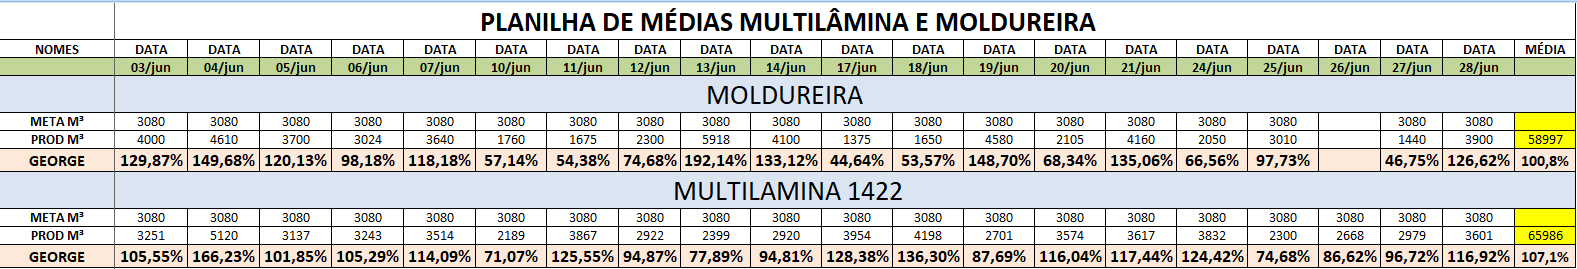 PLANILHA DE MÉDIAS MULTILÂMINA E MOLDUREIRA
NOMES DATA DATA DATA DATA DATA DATA DATA DATA DATA DATA DATA DATA DATA DATA DATA DATA DATA DATA DATA DATA MÉDIA
03/jun 04/jun 05/jun 06/jun 07/jun 10/jun 11/jun 12/jun 13/jun 14/jun 17/jun 18/jun 19/jun 20/jun 21/jun 24/jun 25/jun 26/jun 27/jun 28/jun
MOLDUREIRA
META M³ 3080 3080 3080 3080 3080 3080 3080 3080 3080 3080 3080 3080 3080 3080 3080 3080 3080 3080 3080
PROD M³ 4000 4610 3700 3024 3640 1760 1675 2300 5918 4100 1375 1650 4580 2105 4160 2050 3010 1440 3900 58997
GEORGE 129,87% 149,68% 120,13% 98,18% 118,18% 57,14% 54,38% 74,68% 192,14% 133,12% 44,64% 53,57% 148,70% 68,34% 135,06% 66,56% 97,73% 46,75% 126,62% 100,8%
MULTILAMINA 1422
META M³ 3080 3080 3080 3080 3080 3080 3080 3080 3080 3080 3080 3080 3080 3080 3080 3080 3080 3080 3080 3080
PROD M³ 3251 5120 3137 3243 3514 2189 3867 2922 2399 2920 3954 4198 2701 3574 3617 3832 2300 2668 2979 3601 65986
GEORGE 105,55% 166,23% 101,85% 105,29% 114,09% 71,07% 125,55% 94,87% 77,89% 94,81% 128,38% 136,30% 87,69% 116,04% 117,44% 124,42% 74,68% 86,62% 96,72% 116,92% 107,1%